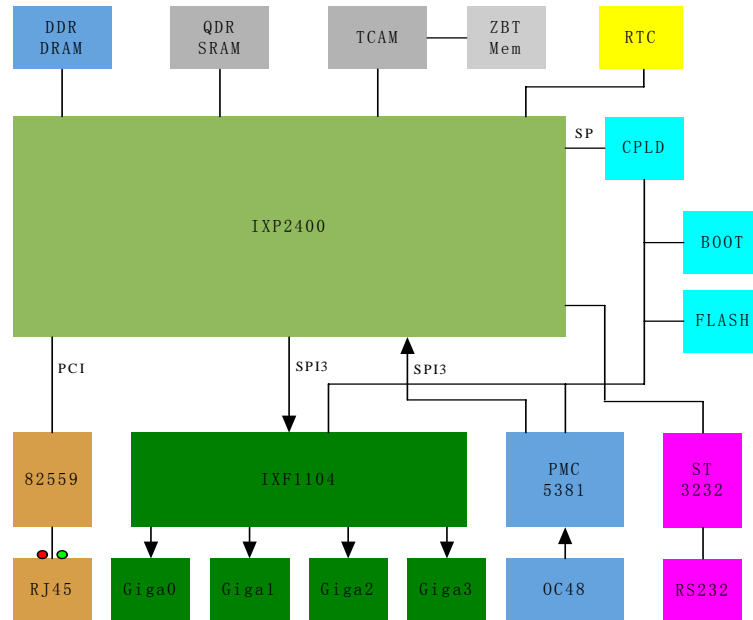 DDR
DRAM
QDR
SRAM
TCAM
ZBT
Mem
RTC
SP
CPLD
IXP2400
BOOT
FLASH
PCI
SPI3
SPI3
82559
IXF1104
PMC
5381
ST
3232
RJ45
Giga0
Giga1
Giga2
Giga3
OC48
RS232